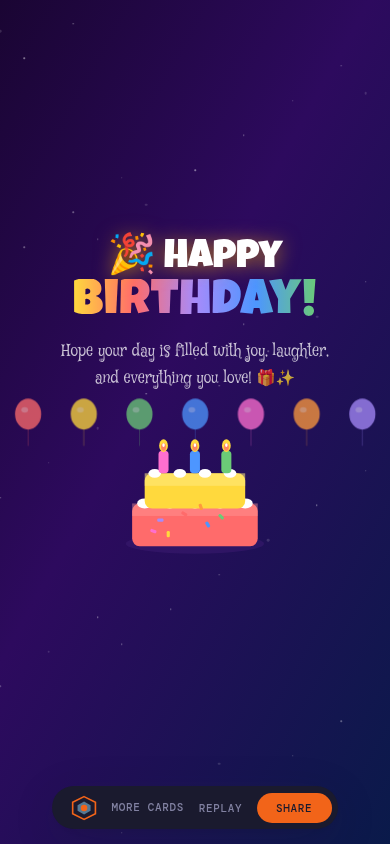 🎉 HAPPY
BIRTHDAY!
Hope your day is filled with joy, laughter,
and everything you love! 🎁✨
MORE CARDS
REPLAY
SHARE